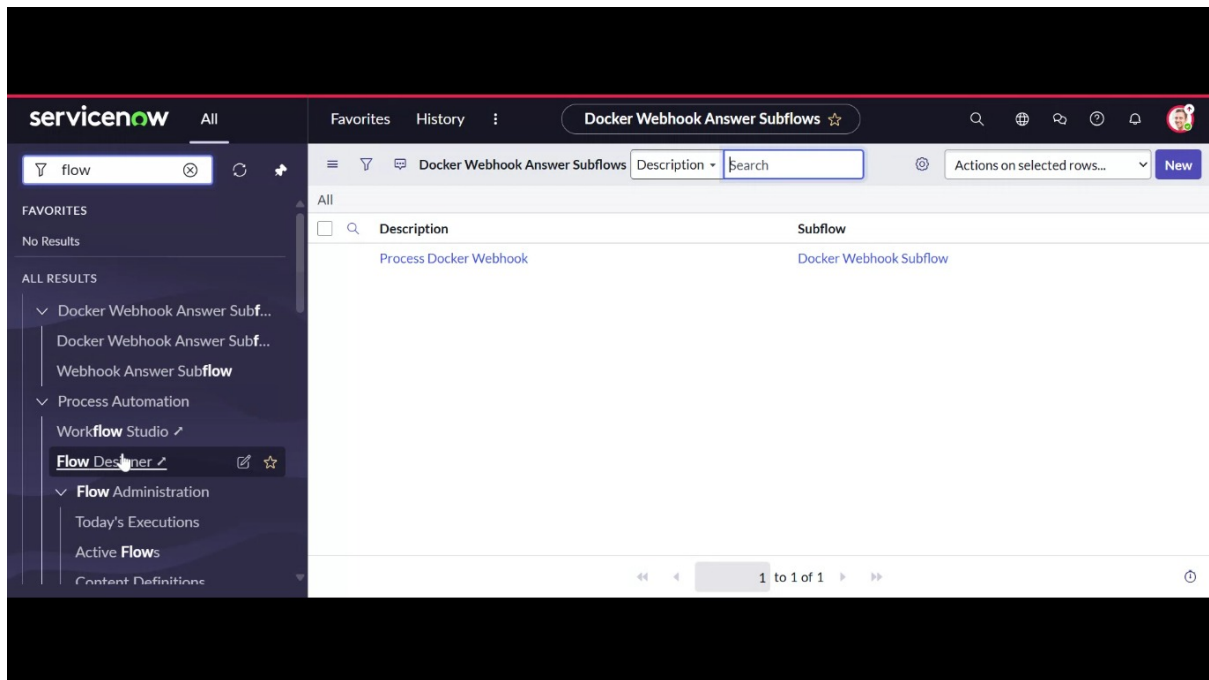 servicenow All Favorites History Docker Webhook Answer Subflows
flow
FAVORITES
No Results
ALL RESULTS
Docker Webhook Answer Subf...
Docker Webhook Answer Subf...
Webhook Answer Subflow
Process Automation
Workflow Studio
Flow Designer
Flow Administration
Today's Executions
Active Flows
Content Definitions
Docker Webhook Answer Subflows Description Search Actions on selected rows... New
All
Description Subflow
Process Docker Webhook Docker Webhook Subflow
1 to 1 of 1